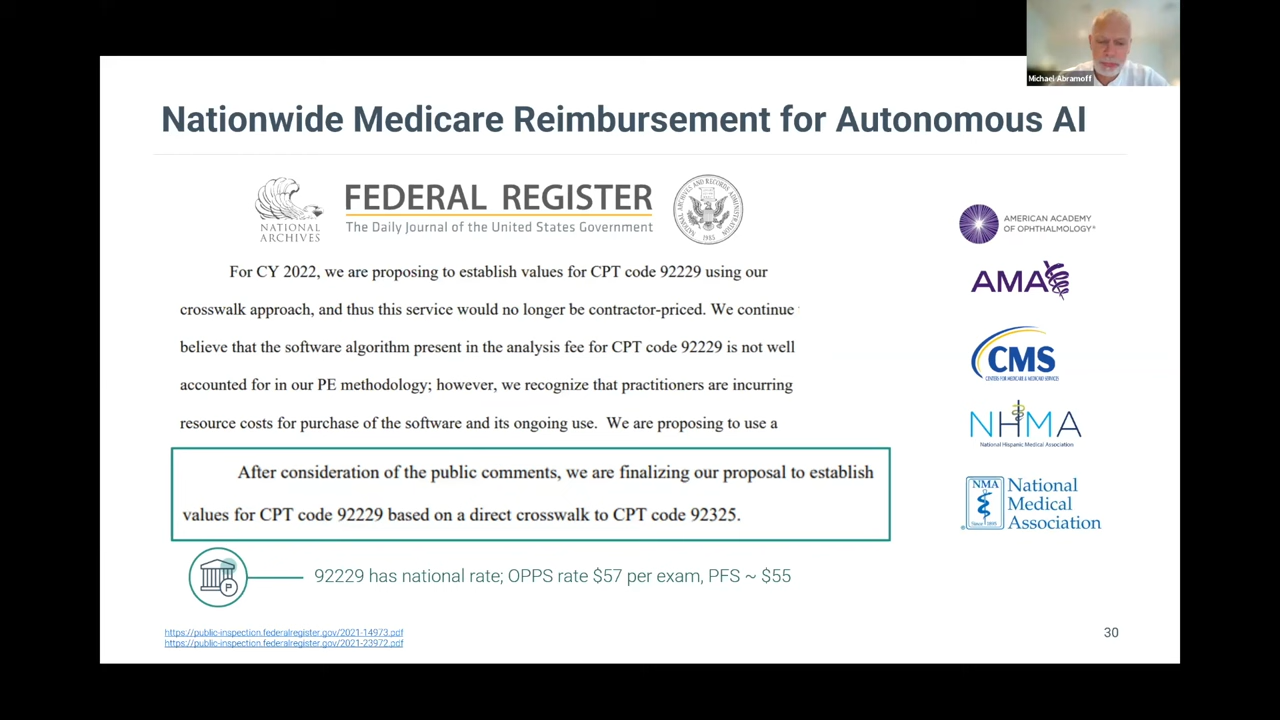 Michael Abramoff
Nationwide Medicare Reimbursement for Autonomous AI
NATIONAL
ARCHIVES
FEDERAL REGISTER
The Daily Journal of the United States Government
For CY 2022, we are proposing to establish values for CPT code 92229 using our
crosswalk approach, and thus this service would no longer be contractor-priced. We continue
believe that the software algorithm present in the analysis fee for CPT code 92229 is not well
accounted for in our PE methodology; however, we recognize that practitioners are incurring
resource costs for purchase of the software and its ongoing use. We are proposing to use a
After consideration of the public comments, we are finalizing our proposal to establish
values for CPT code 92229 based on a direct crosswalk to CPT code 92325.
92229 has national rate; OPPS rate $57 per exam, PFS ~ $55
AMERICAN ACADEMY
OF OPHTHALMOLOGY®
AMA
CMS
CENTERS FOR MEDICARE & MEDICAID SERVICES
NHMA
National Hispanic Medical Association
NMA
Since 1895
National
Medical
Association
https://public-inspection.federalregister.gov/2021-14973.pdf
https://public-inspection.federalregister.gov/2021-23972.pdf
30